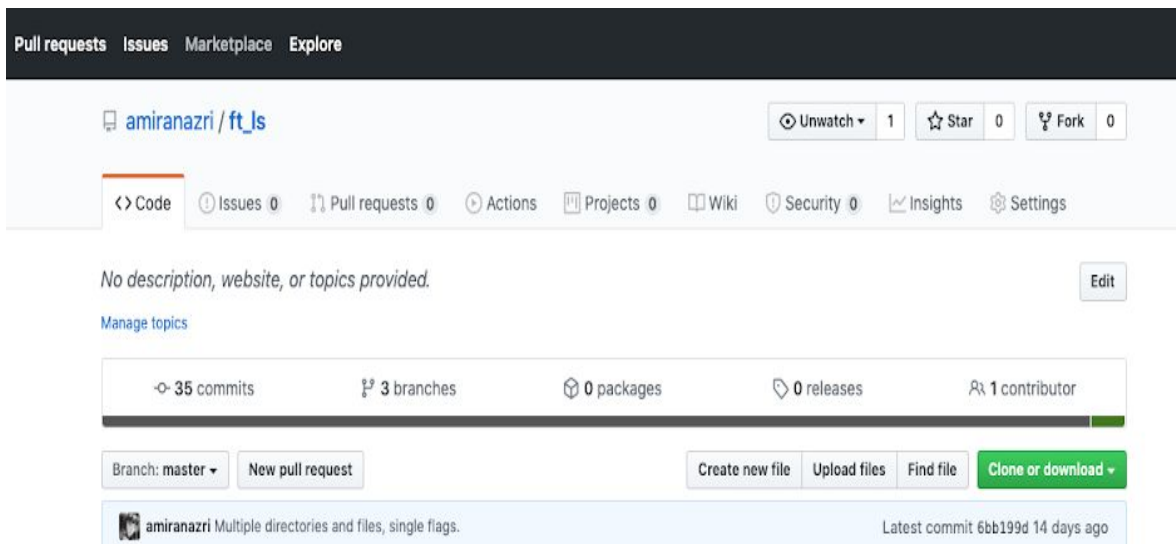 Pull requests Issues Marketplace Explore
amiranazri / ft_ls
Unwatch 1 Star 0 Fork 0
Code Issues 0 Pull requests 0 Actions Projects 0 Wiki Security 0 Insights Settings
No description, website, or topics provided.
Edit
Manage topics
35 commits 3 branches 0 packages 0 releases 1 contributor
Branch: master New pull request Create new file Upload files Find file Clone or download
amiranazri Multiple directories and files, single flags. Latest commit 6bb199d 14 days ago